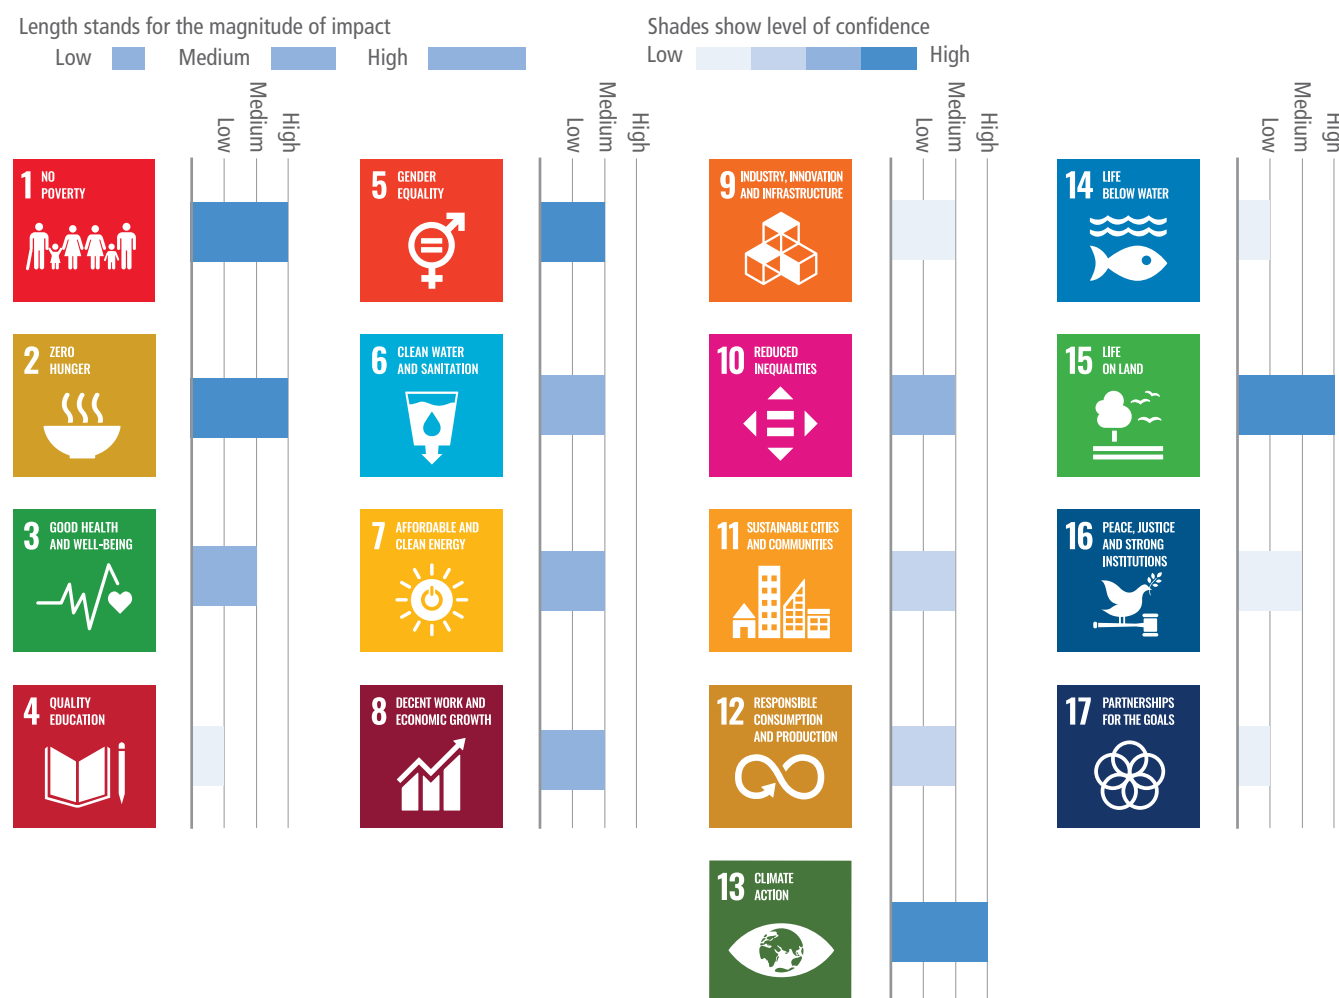 Length stands for the magnitude of impact
Low Medium High
Shades show level of confidence
Low High
Low Medium High
Low Medium High
Low Medium High
Low Medium High
1 NO
POVERTY
5 GENDER
EQUALITY
9 INDUSTRY, INNOVATION
AND INFRASTRUCTURE
14 LIFE
BELOW WATER
2 ZERO
HUNGER
6 CLEAN WATER
AND SANITATION
10 REDUCED
INEQUALITIES
15 LIFE
ON LAND
3 GOOD HEALTH
AND WELL-BEING
7 AFFORDABLE AND
CLEAN ENERGY
11 SUSTAINABLE CITIES
AND COMMUNITIES
16 PEACE, JUSTICE
AND STRONG
INSTITUTIONS
4 QUALITY
EDUCATION
8 DECENT WORK AND
ECONOMIC GROWTH
12 RESPONSIBLE
CONSUMPTION
AND PRODUCTION
17 PARTNERSHIPS
FOR THE GOALS
13 CLIMATE
ACTION